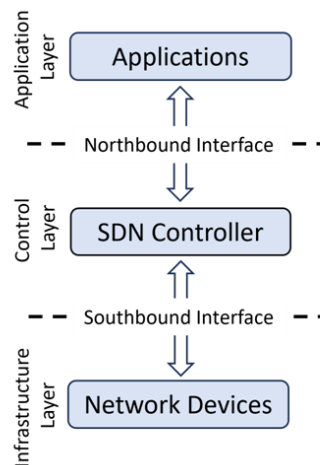 Application
Layer
Applications
Northbound Interface
Control
Layer
SDN Controller
Southbound Interface
Infrastructure
Layer
Network Devices